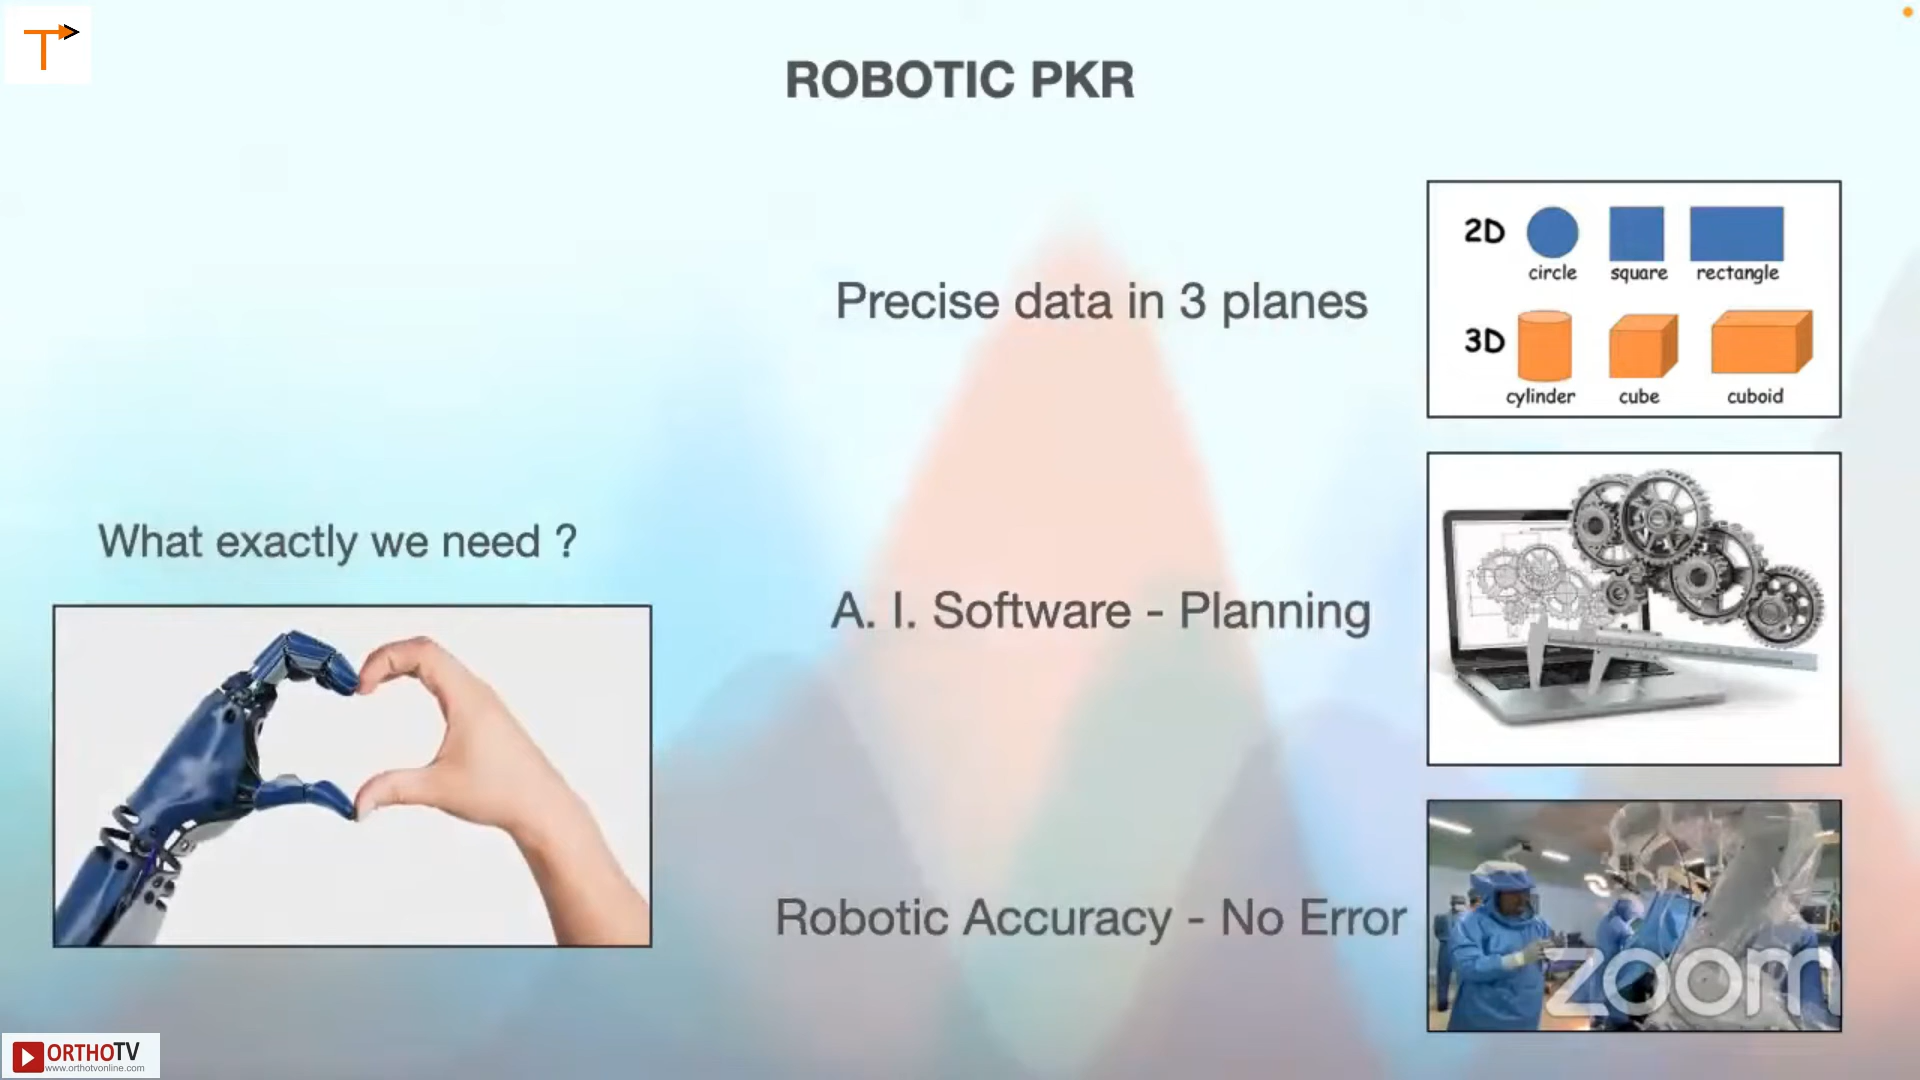 T
ROBOTIC PKR
Precise data in 3 planes
2D
circle square rectangle
3D
cylinder cube cuboid
What exactly we need ?
A. I. Software - Planning
Robotic Accuracy - No Error
zoom
ORTHOTV
www.orthotvonline.com